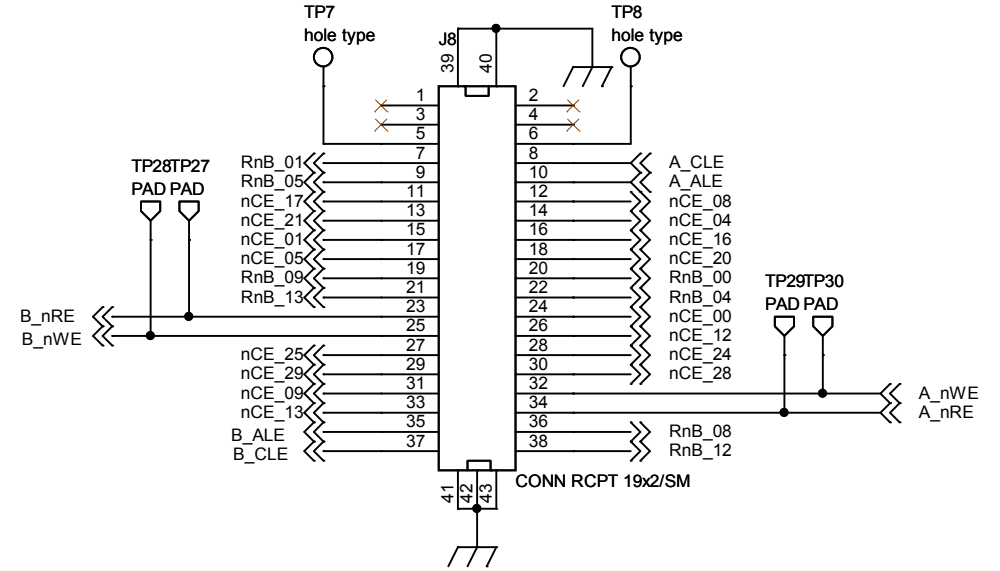 TP7
hole type
TP8
hole type
J8
39
40
1
2
3
4
5
6
RnB_01
7
8
A_CLE
RnB_05
9
10
A_ALE
nCE_17
11
12
nCE_08
nCE_21
13
14
nCE_04
nCE_01
15
16
nCE_16
nCE_05
17
18
nCE_20
RnB_09
19
20
RnB_00
RnB_13
21
22
RnB_04
TP28
TP27
PAD
PAD
B_nRE
23
24
nCE_00
B_nWE
25
26
nCE_12
nCE_25
27
28
nCE_24
nCE_29
29
30
nCE_28
TP29
TP30
PAD
PAD
nCE_09
31
32
A_nWE
nCE_13
33
34
A_nRE
B_ALE
35
36
RnB_08
B_CLE
37
38
RnB_12
41
42
43
CONN RCPT 19x2/SM